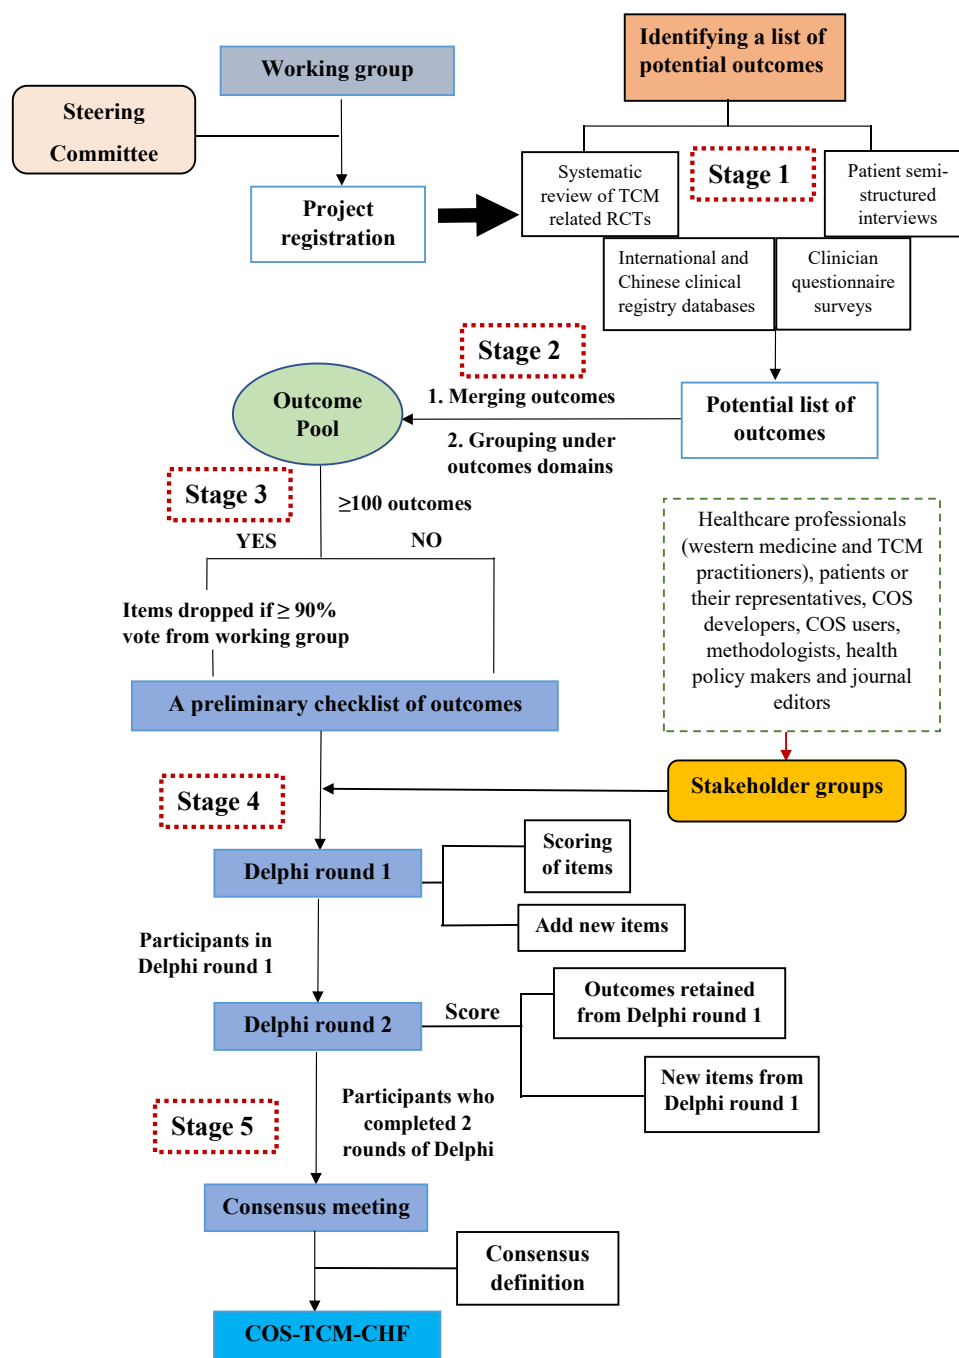 Working group
Identifying a list of
potential outcomes
Steering
Committee
Project
registration
Stage 1
Systematic
review of TCM
related RCTs
Patient semi-
structured
interviews
International and
Chinese clinical
registry databases
Clinician
questionnaire
surveys
Stage 2
Potential list of
outcomes
1. Merging outcomes
2. Grouping under
outcomes domains
Outcome
Pool
Stage 3
≥100 outcomes
YES
NO
Items dropped if ≥ 90%
vote from working group
A preliminary checklist of outcomes
Healthcare professionals
(western medicine and TCM
practitioners), patients or
their representatives, COS
developers, COS users,
methodologists, health
policy makers and journal
editors
Stakeholder groups
Stage 4
Delphi round 1
Scoring
of items
Add new items
Participants in
Delphi round 1
Delphi round 2
Score
Outcomes retained
from Delphi round 1
New items from
Delphi round 1
Stage 5
Participants who
completed 2
rounds of Delphi
Consensus meeting
Consensus
definition
COS-TCM-CHF